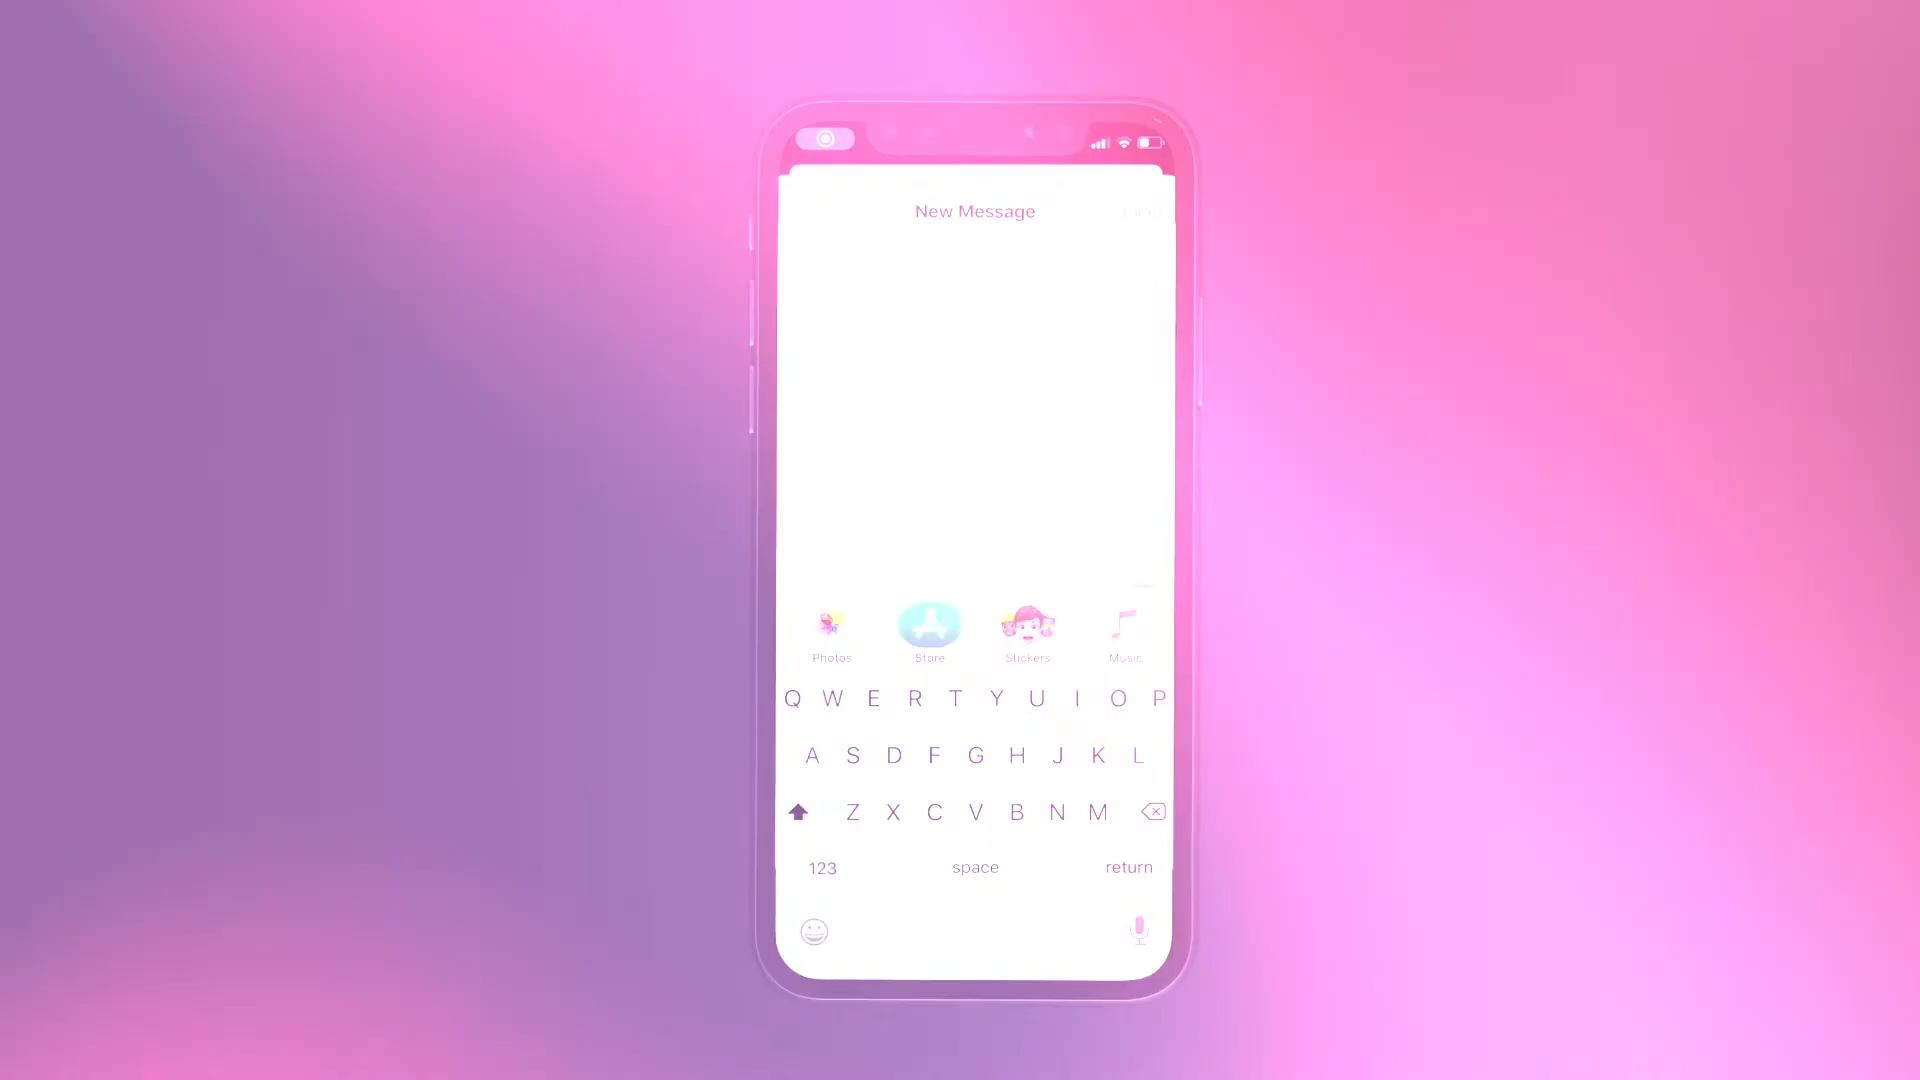 New Message
Photos Store Stickers Music
Q W E R T Y U I O P
A S D F G H J K L
Z X C V B N M
123 space return